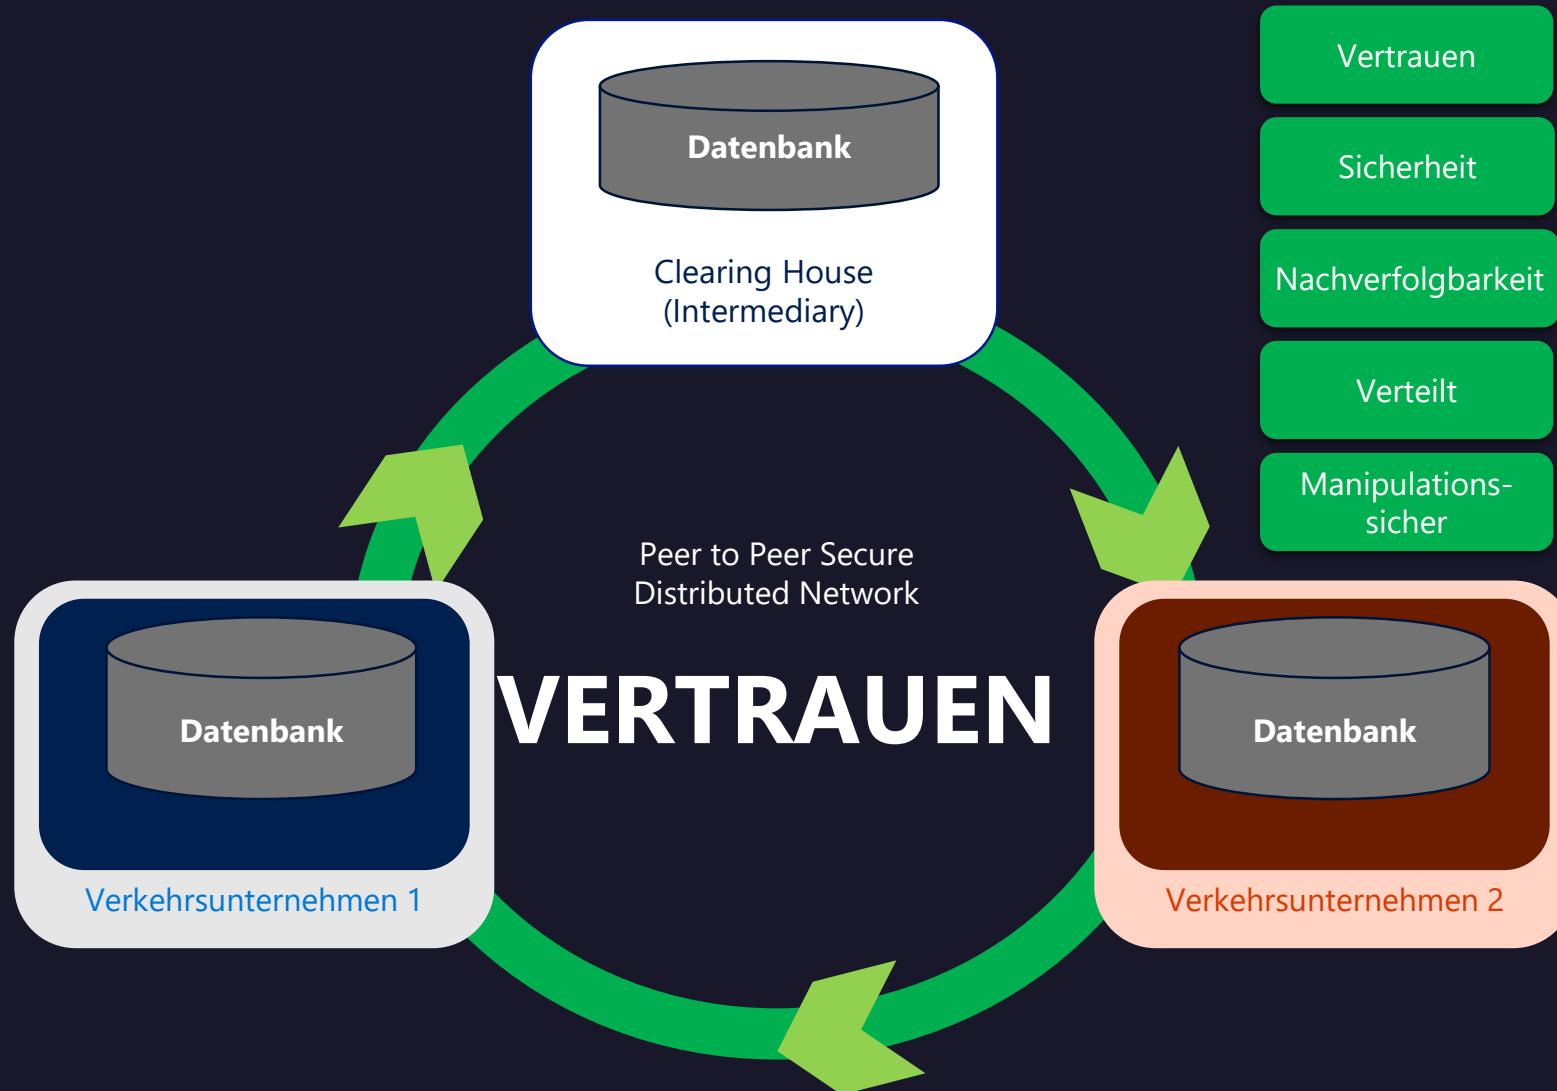 Datenbank
Clearing House
(Intermediary)
Vertrauen
Sicherheit
Nachverfolgbarkeit
Verteilt
Manipulations-
sicher
Peer to Peer Secure
Distributed Network
VERTRAUEN
Datenbank
Verkehrsunternehmen 1
Datenbank
Verkehrsunternehmen 2